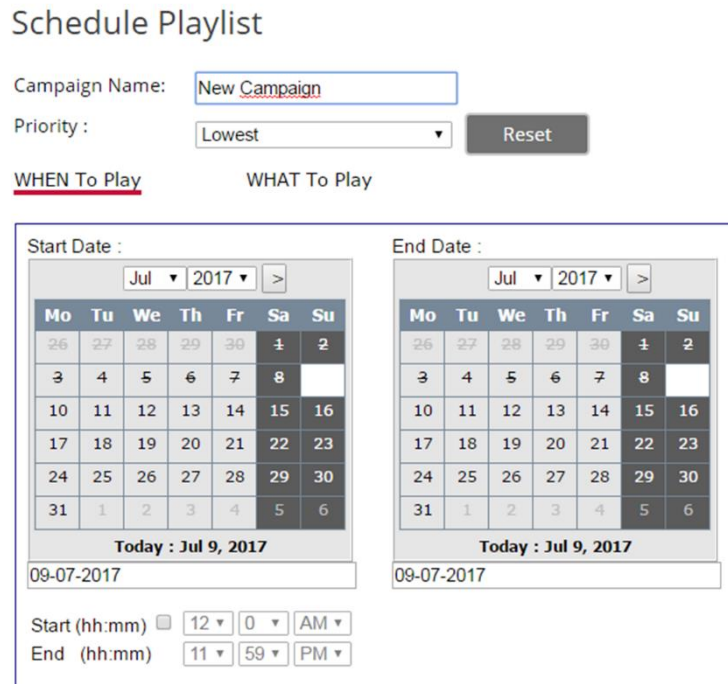 Schedule Playlist
Campaign Name: New Campaign
Priority : Lowest Reset
WHEN To Play WHAT To Play
Start Date : End Date :
Jul 2017 > Jul 2017 >
Mo Tu We Th Fr Sa Su Mo Tu We Th Fr Sa Su
26 27 28 29 30 1 2 26 27 28 29 30 1 2
3 4 5 6 7 8 3 4 5 6 7 8
10 11 12 13 14 15 16 10 11 12 13 14 15 16
17 18 19 20 21 22 23 17 18 19 20 21 22 23
24 25 26 27 28 29 30 24 25 26 27 28 29 30
31 1 2 3 4 5 6 31 1 2 3 4 5 6
Today : Jul 9, 2017 Today : Jul 9, 2017
09-07-2017 09-07-2017
Start (hh:mm) 12 0 AM
End (hh:mm) 11 59 PM